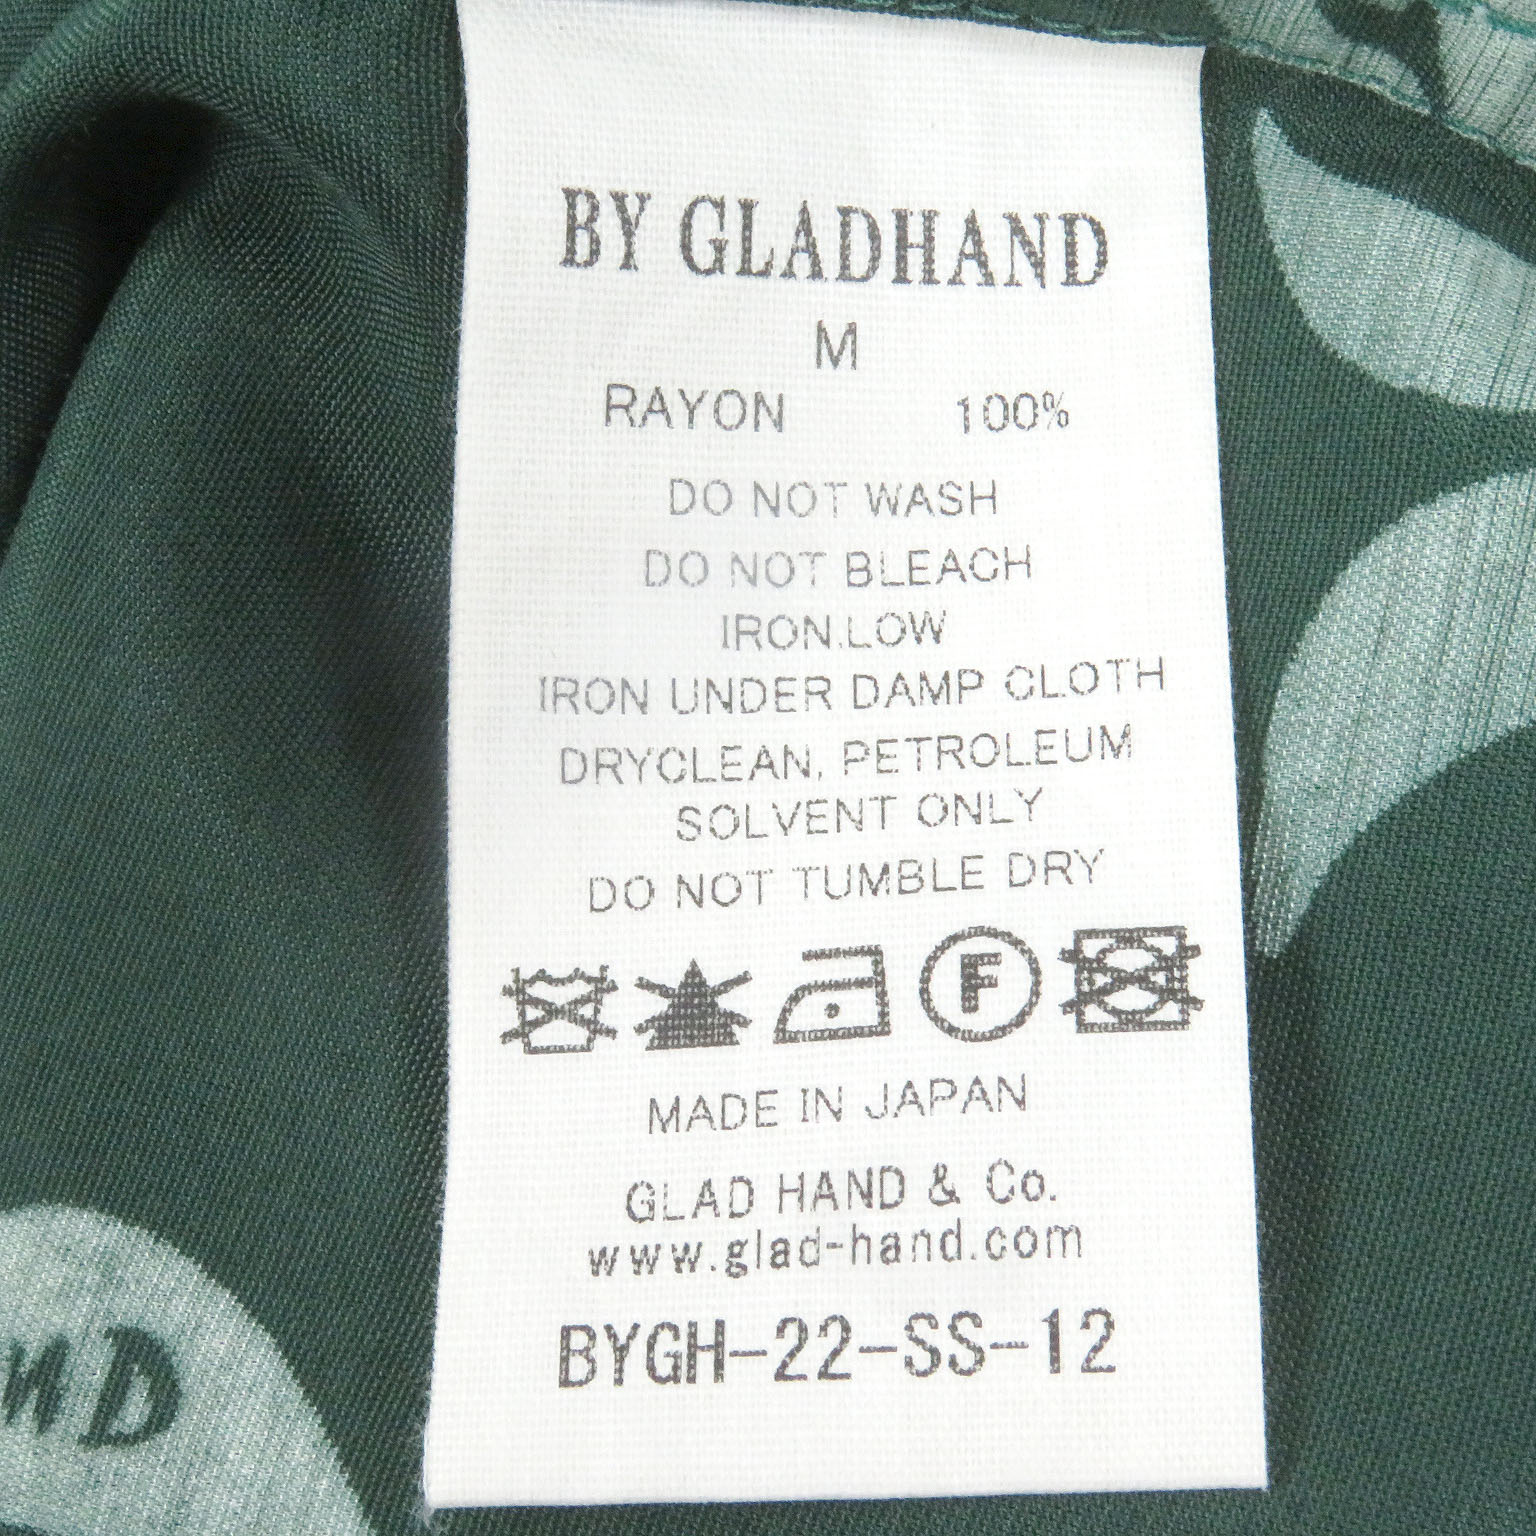 BY GLADHAND
M
RAYON 100%
DO NOT WASH
DO NOT BLEACH
IRON.LOW
IRON UNDER DAMP CLOTH
DRYCLEAN, PETROLEUM
SOLVENT ONLY
DO NOT TUMBLE DRY
F
MADE IN JAPAN
GLAD HAND & Co.
www.glad-hand.com
BYGH-22-SS-12
nD